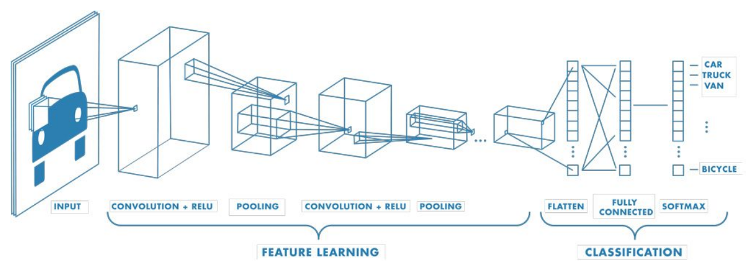 CAR
TRUCK
VAN
BICYCLE
INPUT
CONVOLUTION + RELU
POOLING
CONVOLUTION + RELU
POOLING
FLATTEN
FULLY
CONNECTED
SOFTMAX
FEATURE LEARNING
CLASSIFICATION